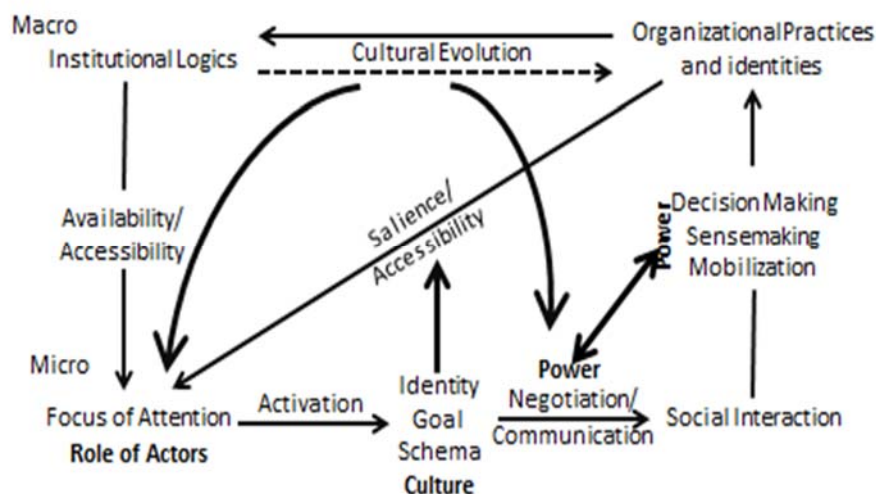 Macro
Institutional Logics
Cultural Evolution
Organizational Practices
and identities
Availability/
Accessibility
Salience/
Accessibility
Power
Decision Making
Sensemaking
Mobilization
Micro
Focus of Attention
Role of Actors
Activation
Identity
Goal
Schema
Culture
Power
Negotiation/
Communication
Social Interaction